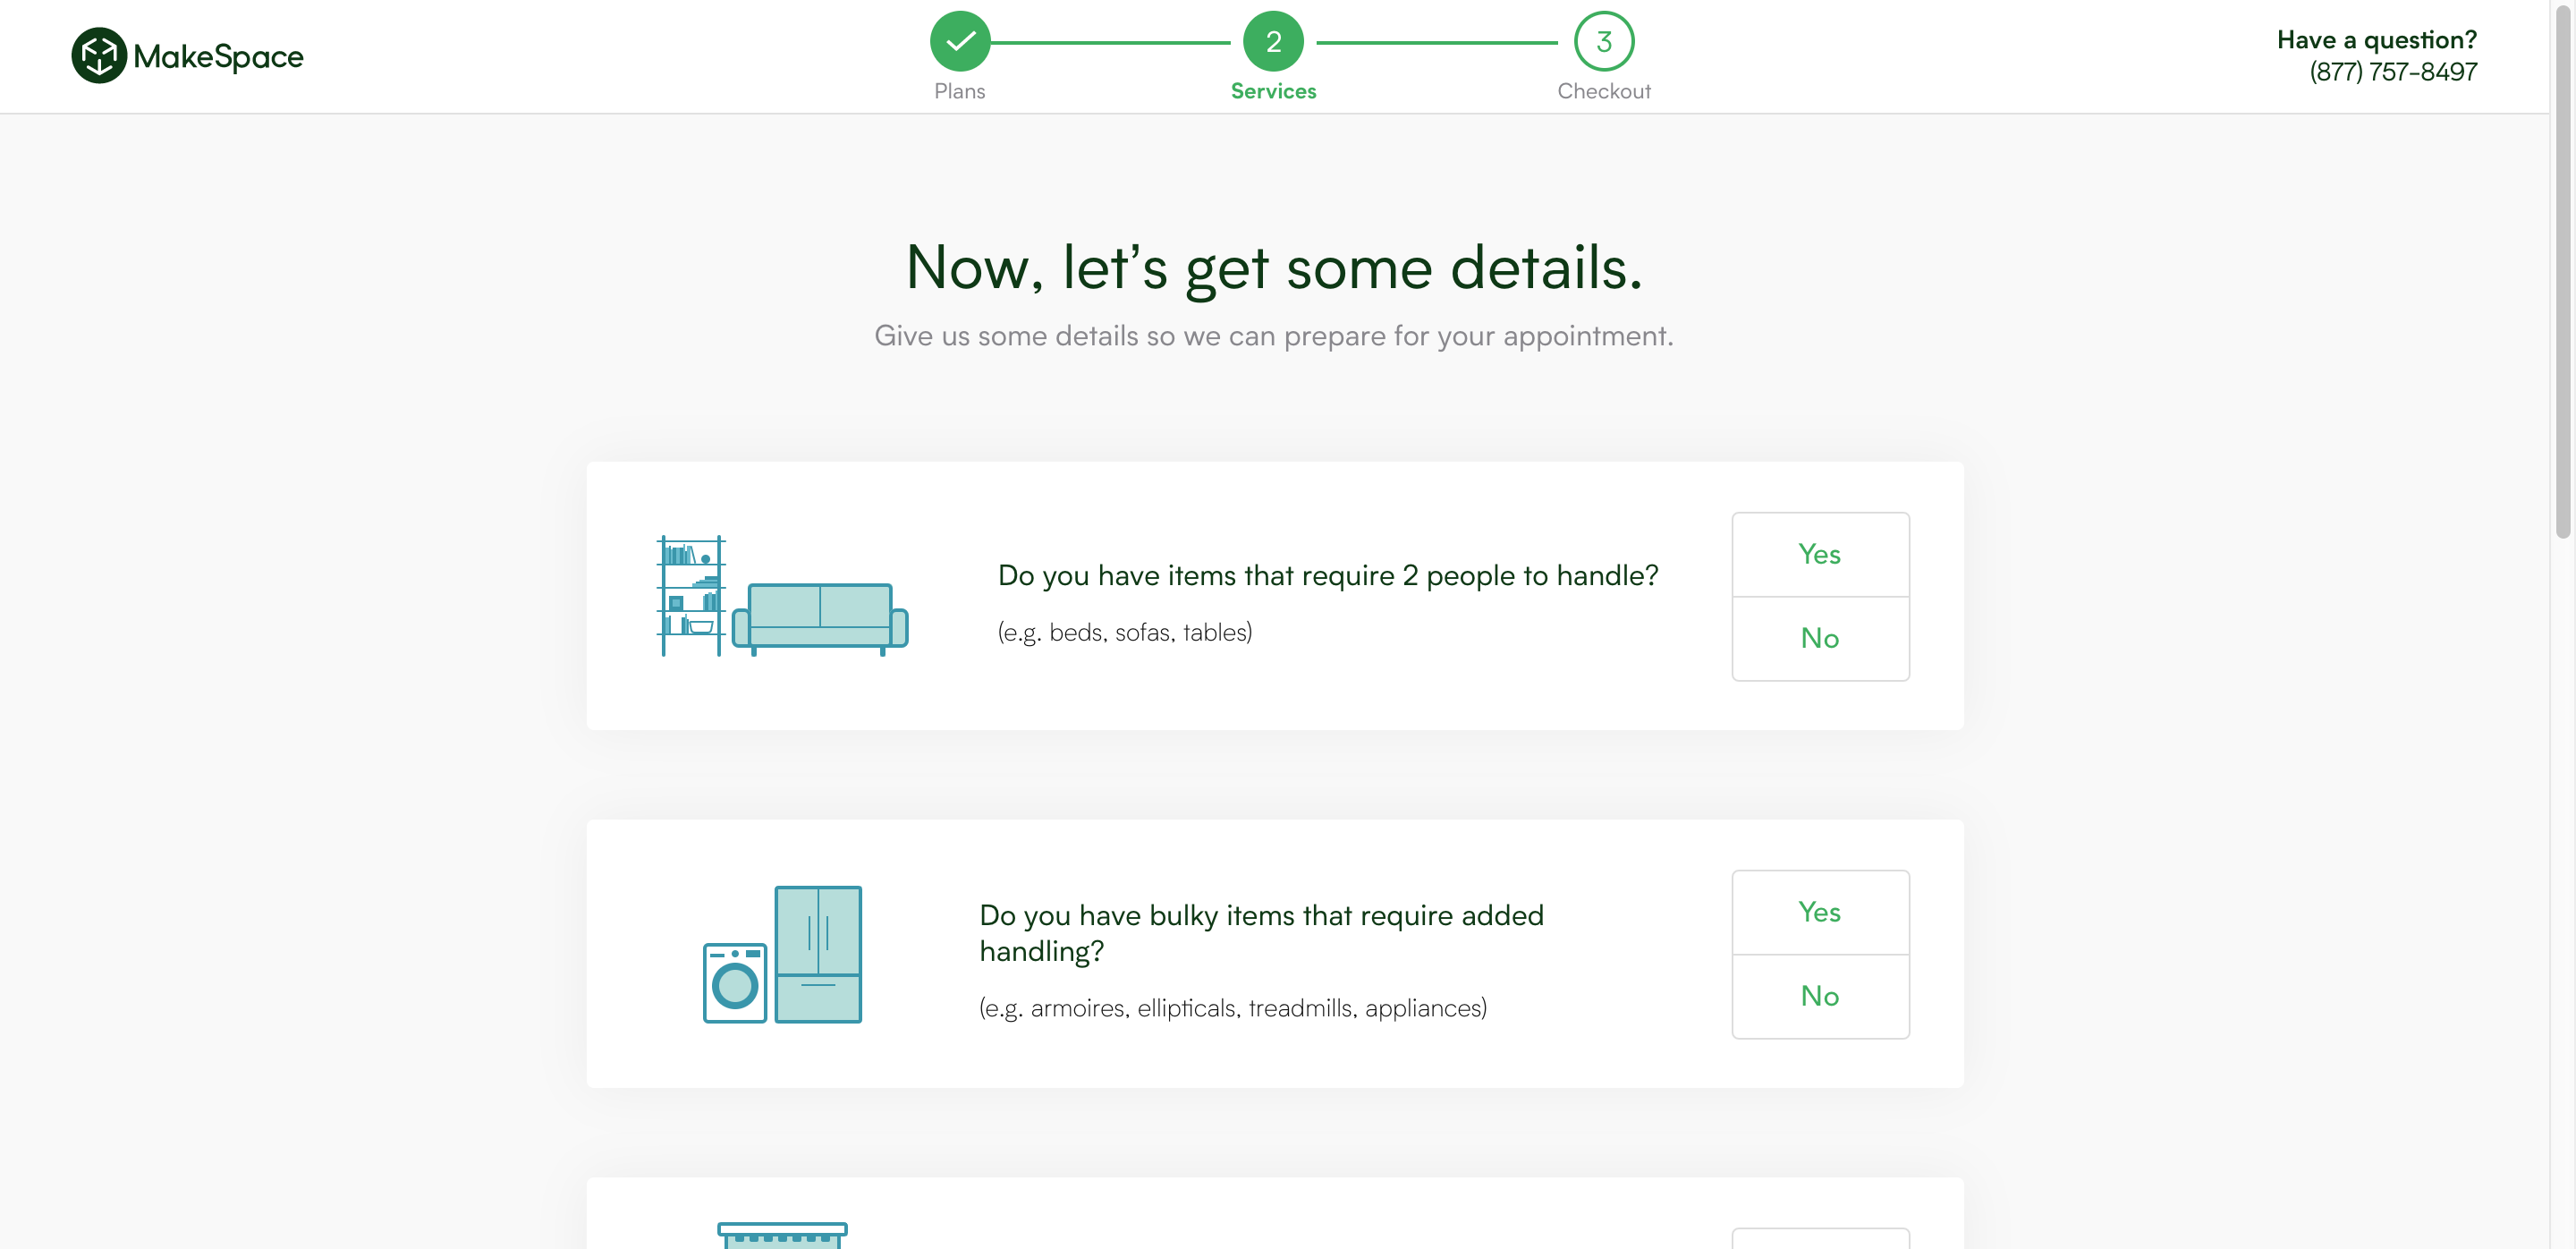 MakeSpace
2
3
Plans
Services
Checkout
Have a question?
(877) 757-8497
Now, let’s get some details.
Give us some details so we can prepare for your appointment.
Do you have items that require 2 people to handle?
(e.g. beds, sofas, tables)
Yes
No
Do you have bulky items that require added
handling?
(e.g. armoires, ellipticals, treadmills, appliances)
Yes
No